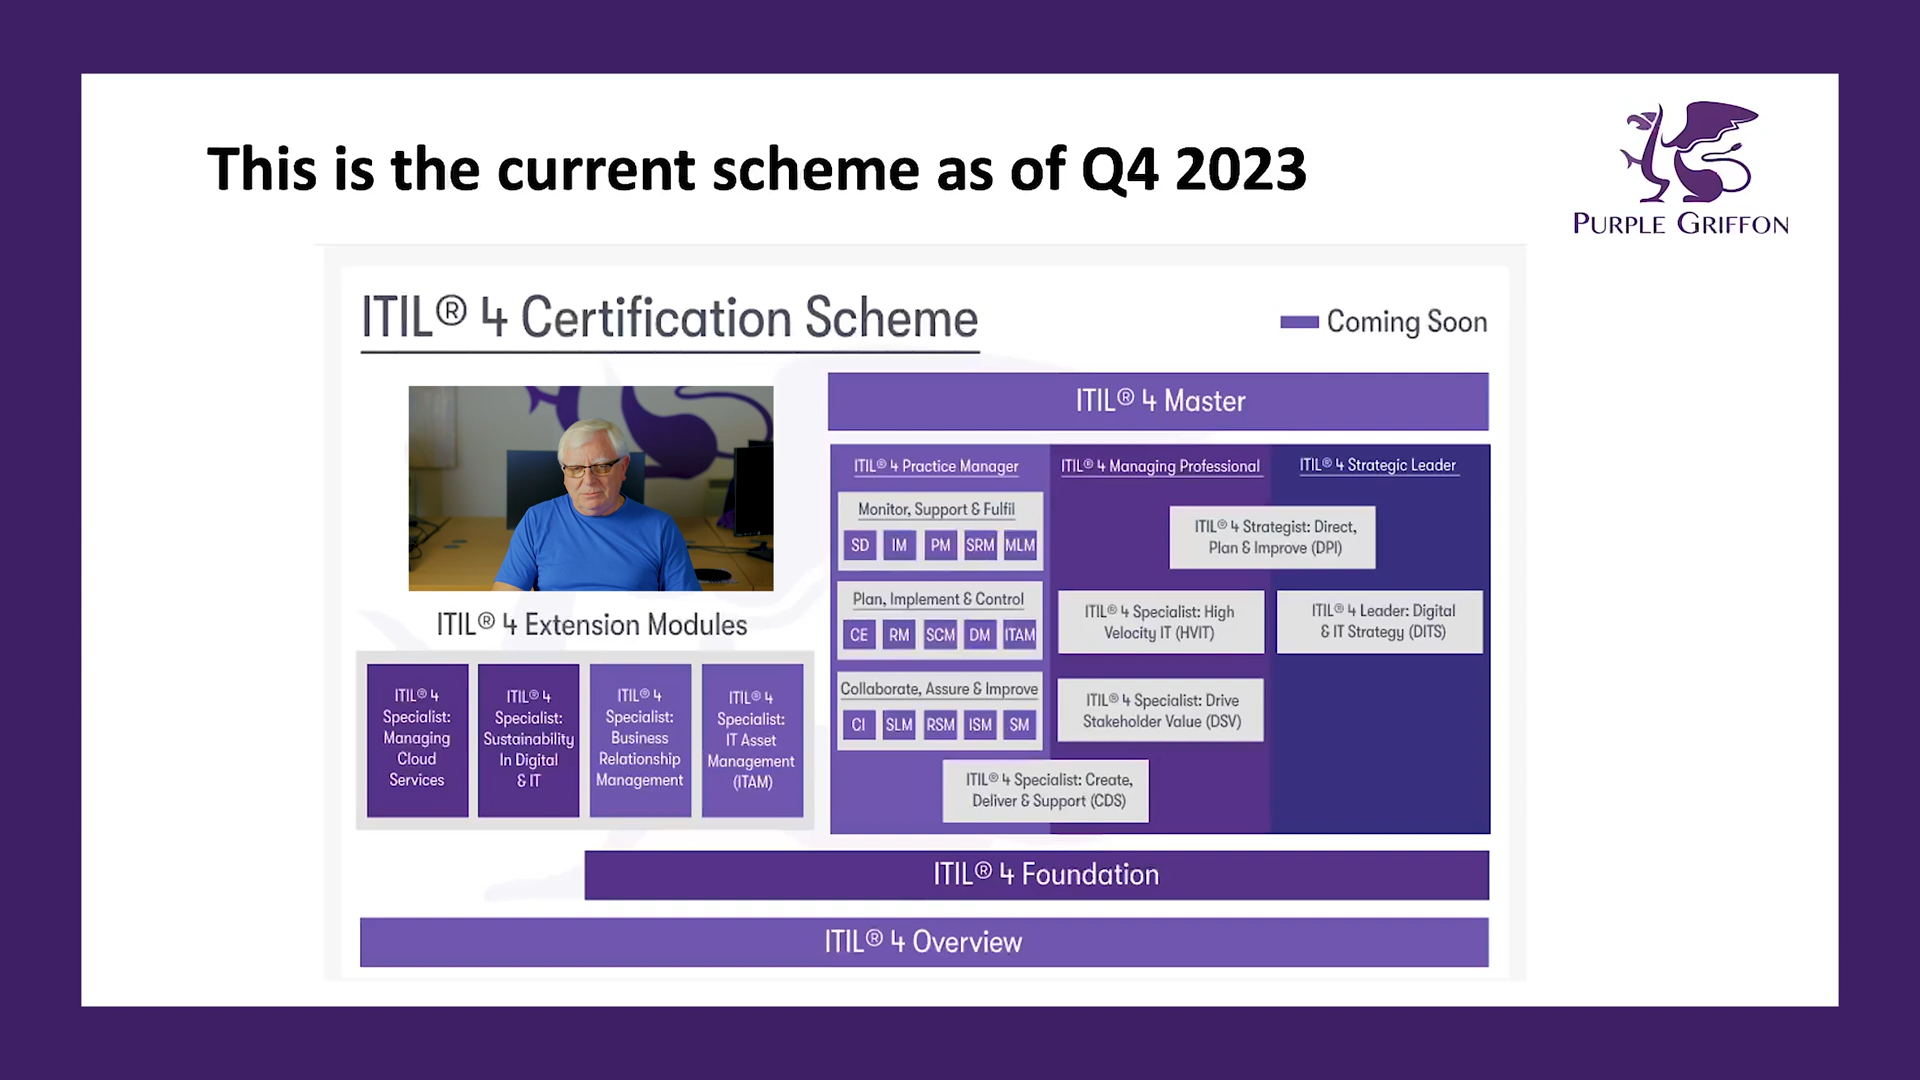 This is the current scheme as of Q4 2023
PURPLE GRIFFON
ITIL® 4 Certification Scheme
Coming Soon
ITIL® 4 Master
ITIL® 4 Practice Manager
Monitor, Support & Fulfil
SD IM PM SRM MLM
Plan, Implement & Control
CE RM SCM DM ITAM
Collaborate, Assure & Improve
CI SLM RSM ISM SM
ITIL® 4 Managing Professional
ITIL® 4 Strategic Leader
ITIL® 4 Strategist: Direct,
Plan & Improve (DPI)
ITIL® 4 Specialist: High
Velocity IT (HVIT)
ITIL® 4 Leader: Digital
& IT Strategy (DITS)
ITIL® 4 Specialist: Drive
Stakeholder Value (DSV)
ITIL® 4 Specialist: Create,
Deliver & Support (CDS)
ITIL® 4 Extension Modules
ITIL® 4
Specialist:
Managing
Cloud
Services
ITIL® 4
Specialist:
Sustainability
In Digital
& IT
ITIL® 4
Specialist:
Business
Relationship
Management
ITIL® 4
Specialist:
IT Asset
Management
(ITAM)
ITIL® 4 Foundation
ITIL® 4 Overview